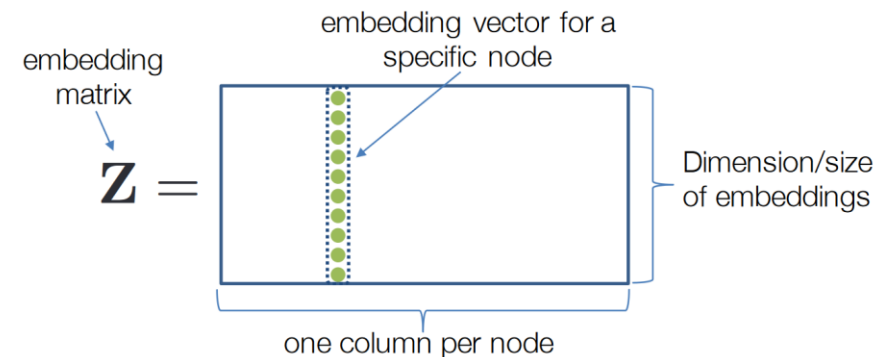 embedding vector for a
specific node
embedding
matrix
Z =
Dimension/size
of embeddings
one column per node